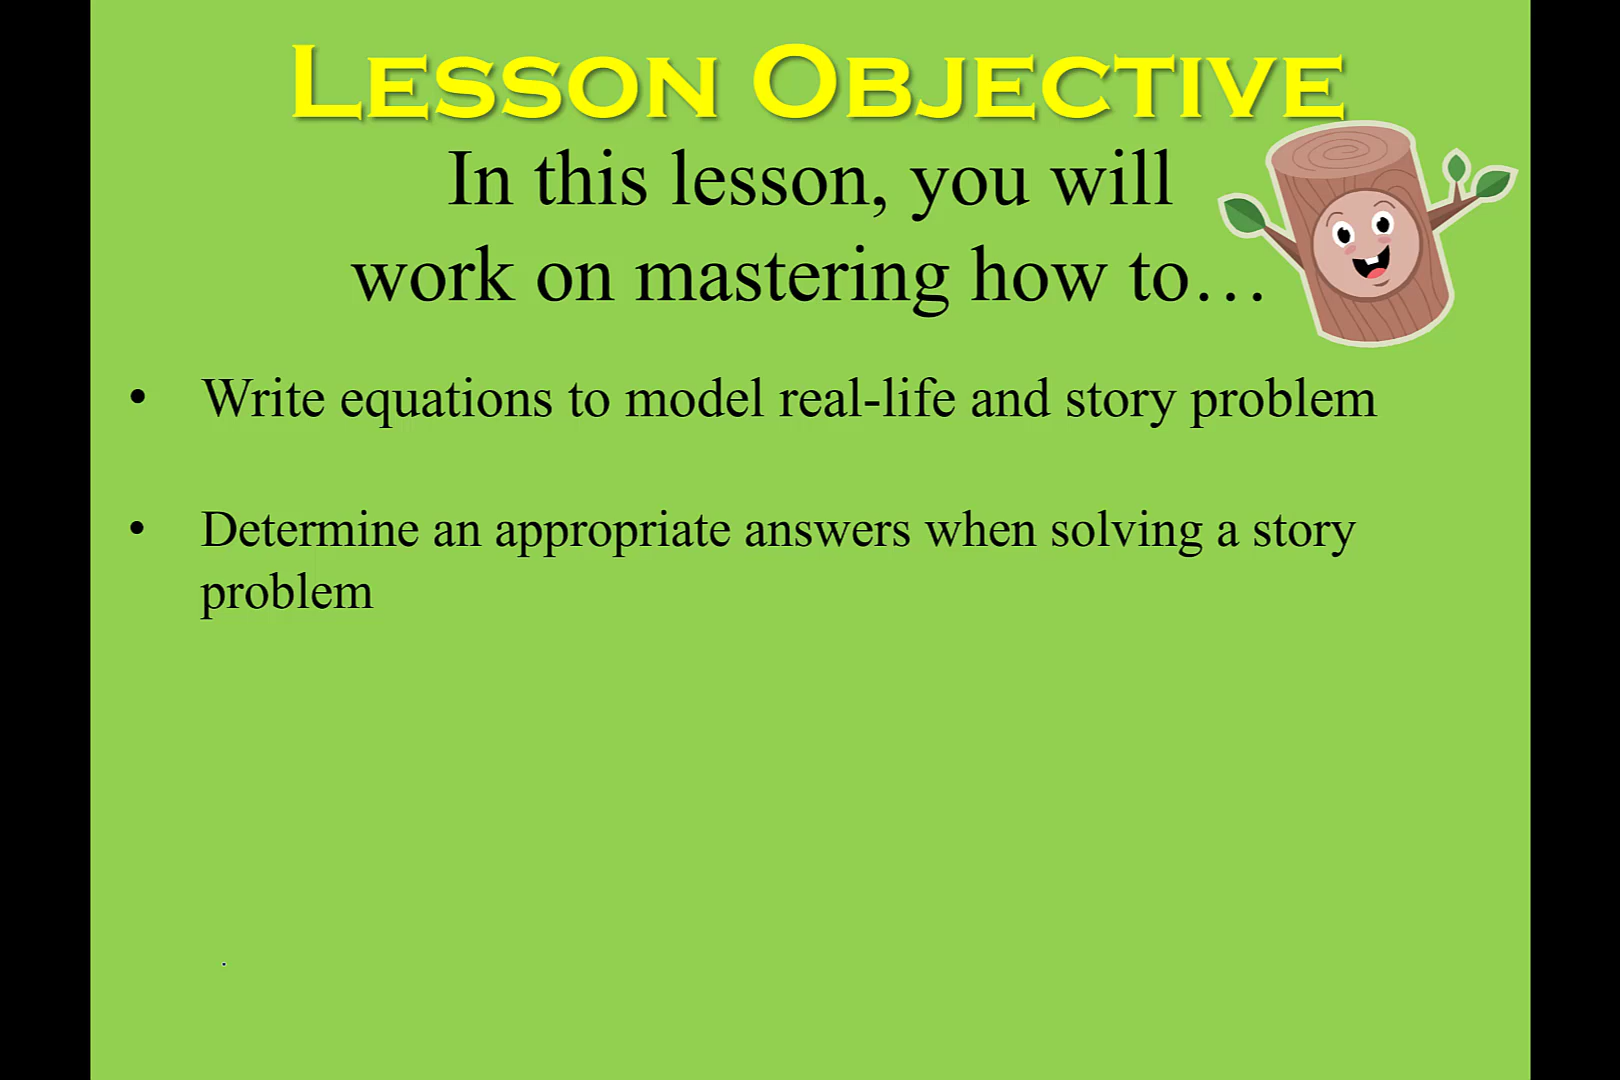 LESSON OBJECTIVE
In this lesson, you will
work on mastering how to…
• Write equations to model real-life and story problem
• Determine an appropriate answers when solving a story
problem
.